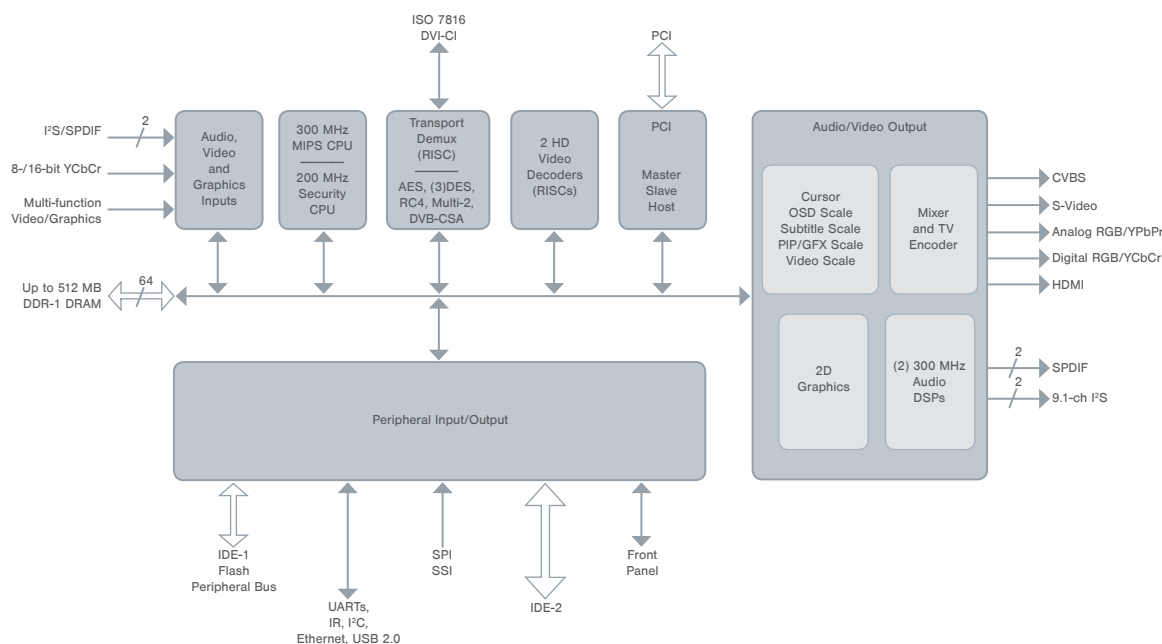 ISO 7816
DVI-CI
PCI
I²S/SPDIF
2
8-/16-bit YCbCr
Multi-function
Video/Graphics
Audio,
Video
and
Graphics
Inputs
300 MHz
MIPS CPU
200 MHz
Security
CPU
Transport
Demux
(RISC)
AES, (3)DES,
RC4, Multi-2,
DVB-CSA
2 HD
Video
Decoders
(RISCs)
PCI
Master
Slave
Host
Audio/Video Output
Cursor
OSD Scale
Subtitle Scale
PIP/GFX Scale
Video Scale
Mixer
and TV
Encoder
CVBS
S-Video
Analog RGB/YPbPr
Digital RGB/YCbCr
HDMI
Up to 512 MB
DDR-1 DRAM
64
2D
Graphics
(2) 300 MHz
Audio
DSPs
2
SPDIF
2
9.1-ch I²S
Peripheral Input/Output
IDE-1
Flash
Peripheral Bus
UARTs,
IR, I²C,
Ethernet, USB 2.0
SPI
SSI
IDE-2
Front
Panel